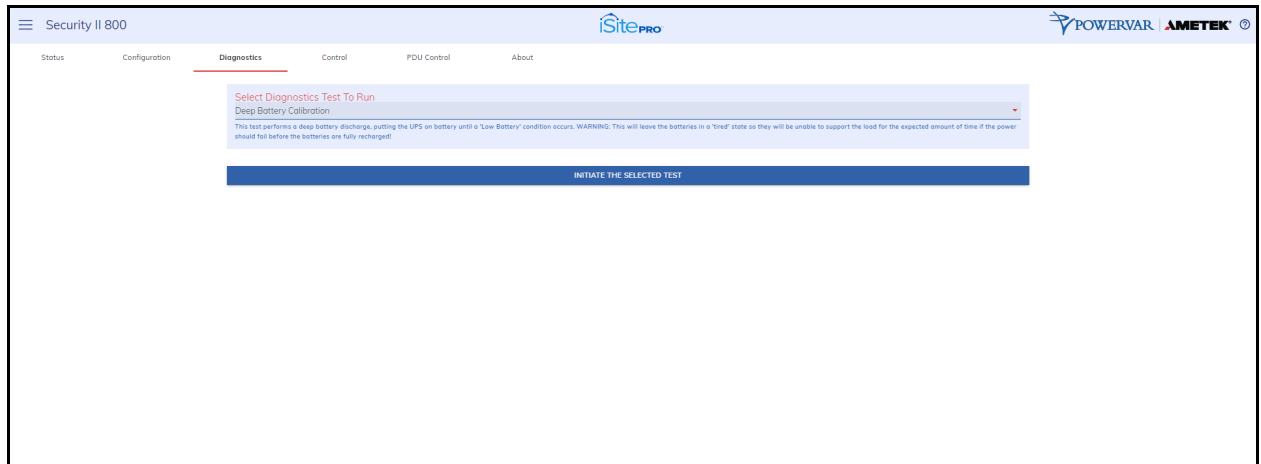 Security II 800
iSitePRO
POWERVAR
AMETEK
Status
Configuration
Diagnostics
Control
PDU Control
About
Select Diagnostics Test To Run
Deep Battery Calibration
This test performs a deep battery discharge, putting the UPS on battery until a 'Low Battery' condition occurs. WARNING: This will leave the batteries in a 'tired' state so they will be unable to support the load for the expected amount of time if the power
should fail before the batteries are fully recharged!
INITIATE THE SELECTED TEST